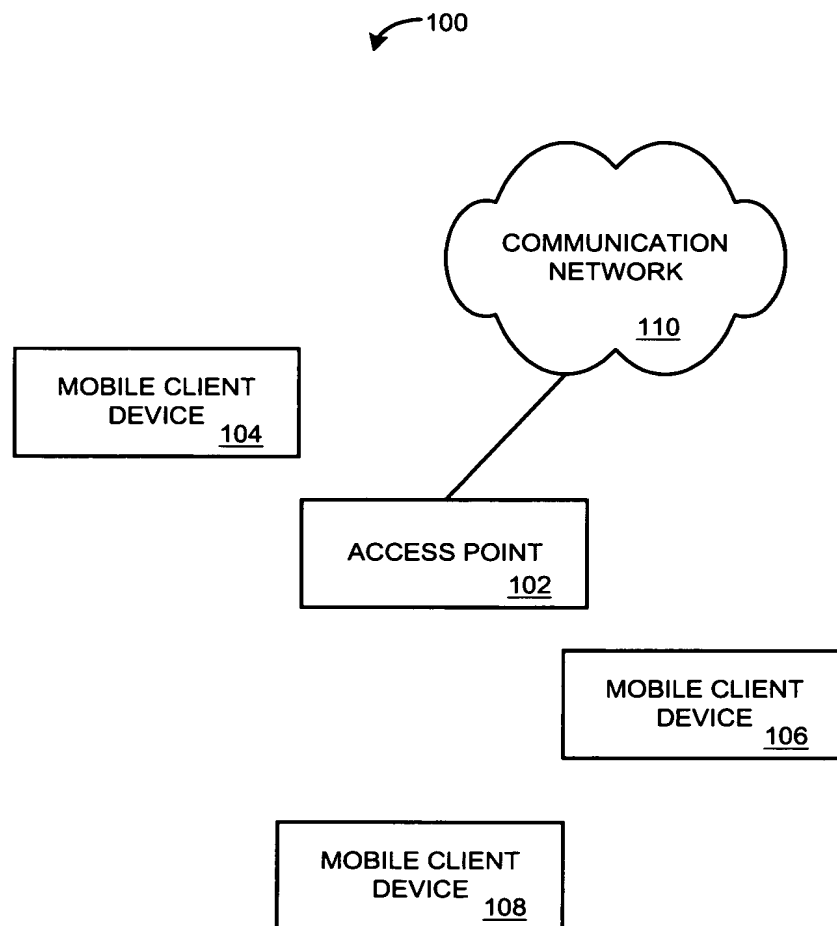 100
COMMUNICATION
NETWORK
110
MOBILE CLIENT
DEVICE
104
ACCESS POINT
102
MOBILE CLIENT
DEVICE
106
MOBILE CLIENT
DEVICE
108